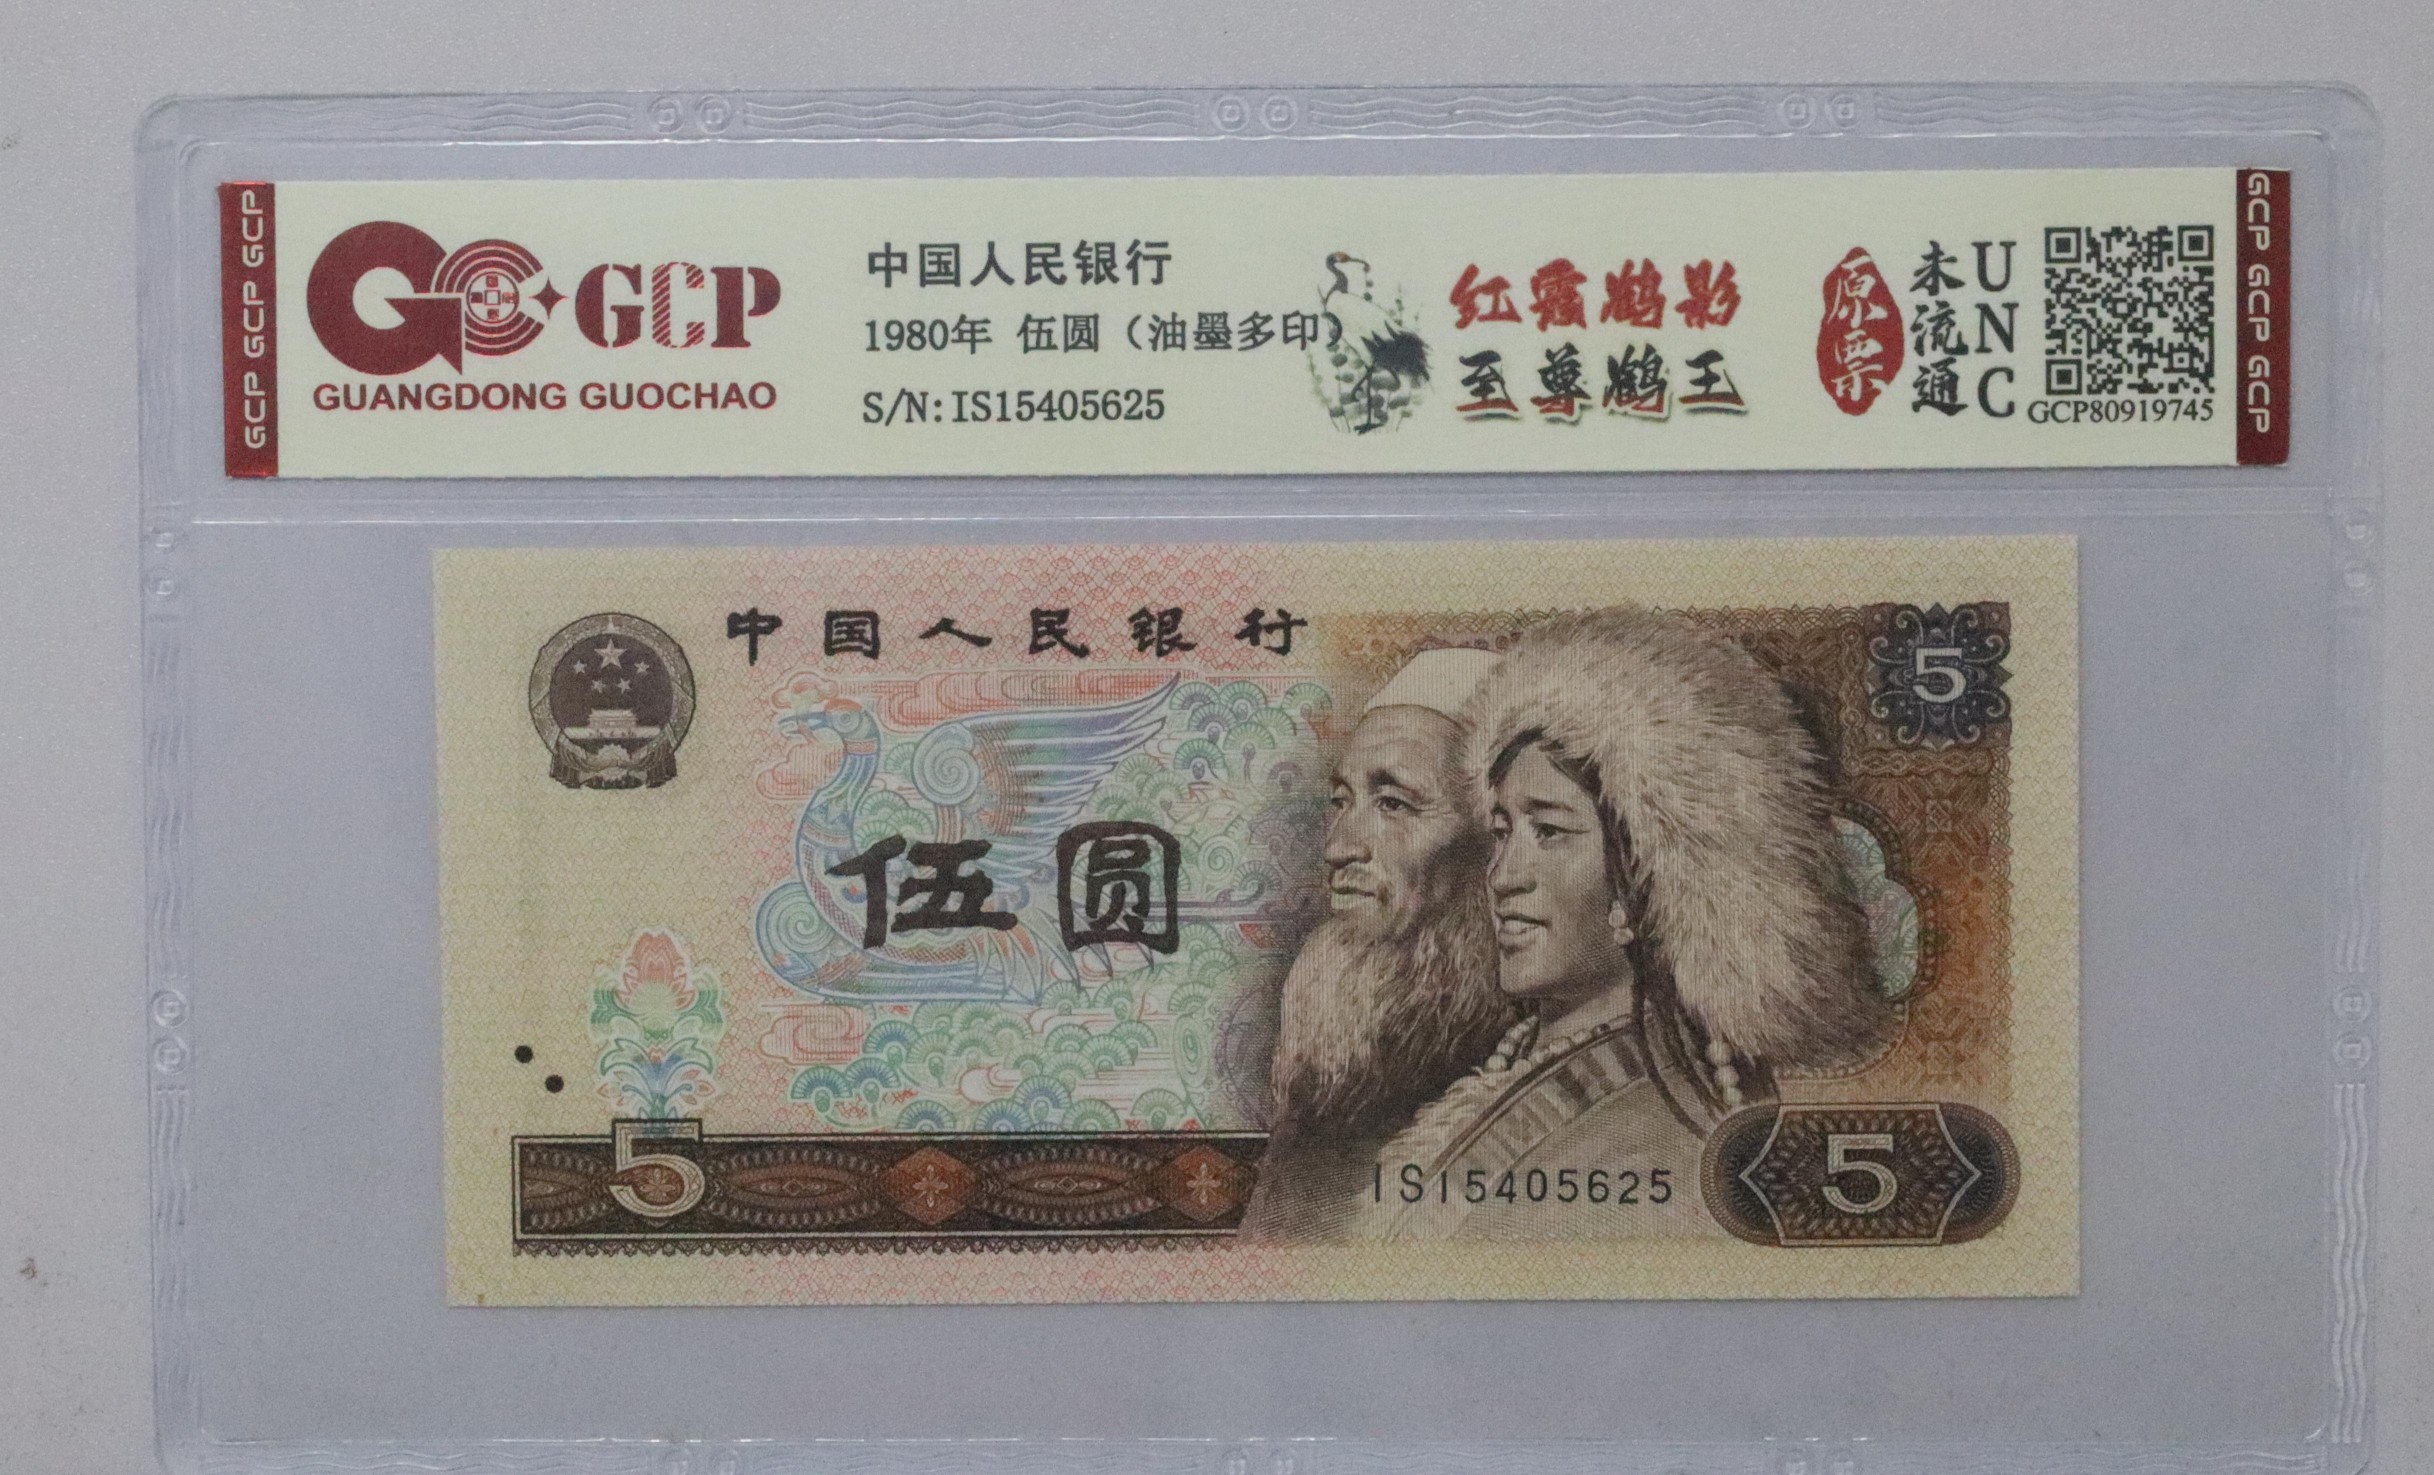 GCP GCP GCP
GCP
GUANGDONG GUOCHAO
中国人民银行
1980年 伍圆（油墨多印）
S/N:IS15405625
红霞鹤影
至尊鹤王
原票
未流通
UNC
GCP80919745
GCP GCP GCP
中国人民银行
5
伍圆
5
IS15405625
5